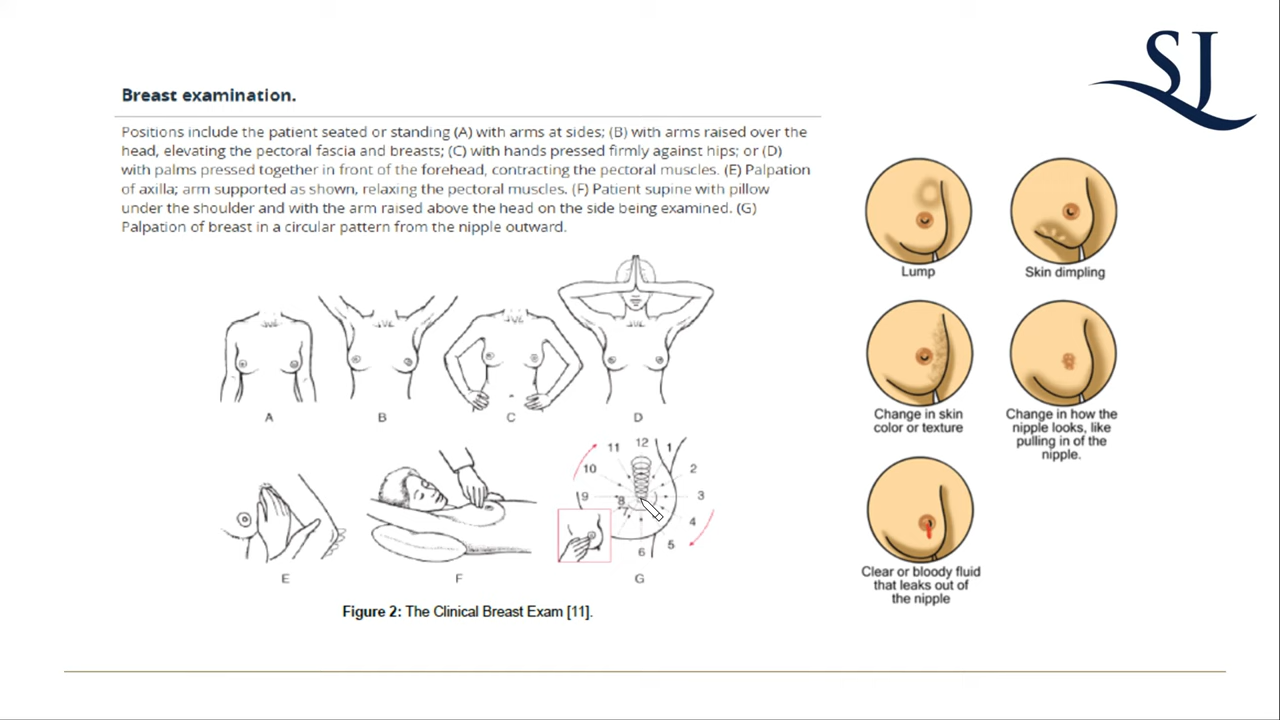 SJ
Breast examination.
Positions include the patient seated or standing (A) with arms at sides; (B) with arms raised over the
head, elevating the pectoral fascia and breasts; (C) with hands pressed firmly against hips; or (D)
with palms pressed together in front of the forehead, contracting the pectoral muscles. (E) Palpation
of axilla; arm supported as shown, relaxing the pectoral muscles. (F) Patient supine with pillow
under the shoulder and with the arm raised above the head on the side being examined. (G)
Palpation of breast in a circular pattern from the nipple outward.
A B C D
12
11 1
10 2
9 3
8 4
5
6
E F G
Figure 2: The Clinical Breast Exam [11].
Lump
Skin dimpling
Change in skin
color or texture
Change in how the
nipple looks, like
pulling in of the
nipple.
Clear or bloody fluid
that leaks out of
the nipple